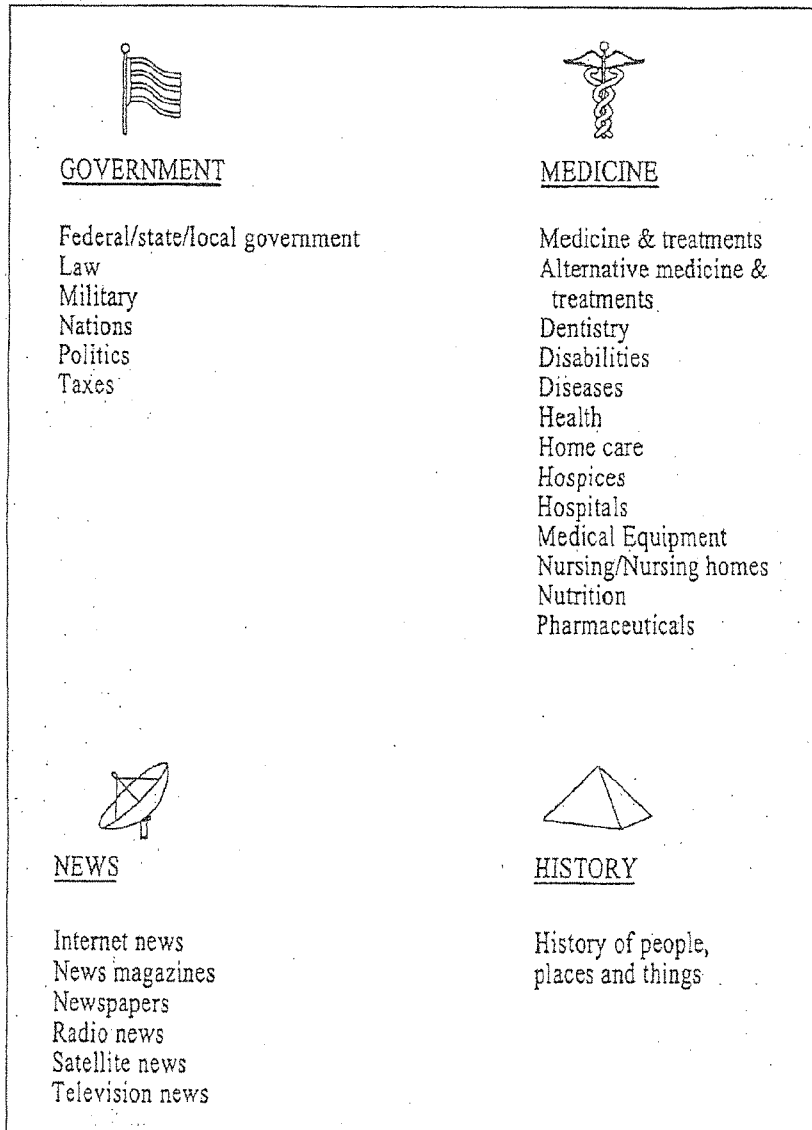 GOVERNMENT
Federal/state/local government
Law
Military
Nations
Politics
Taxes
MEDICINE
Medicine & treatments
Alternative medicine &
treatments
Dentistry
Disabilities
Diseases
Health
Home care
Hospices
Hospitals
Medical Equipment
Nursing/Nursing homes
Nutrition
Pharmaceuticals
NEWS
Internet news
News magazines
Newspapers
Radio news
Satellite news
Television news
HISTORY
History of people,
places and things